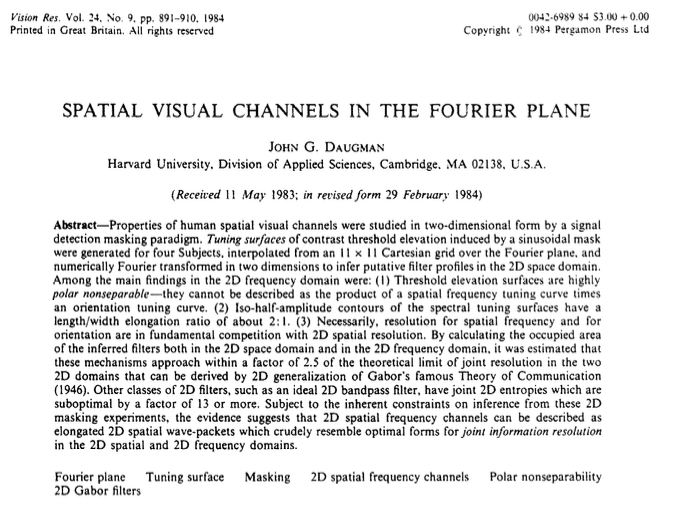 Vision Res. Vol. 24, No. 9, pp. 891–910, 1984
Printed in Great Britain. All rights reserved
0042-6989 84 $3.00 + 0.00
Copyright © 1984 Pergamon Press Ltd
SPATIAL VISUAL CHANNELS IN THE FOURIER PLANE
JOHN G. DAUGMAN
Harvard University, Division of Applied Sciences, Cambridge, MA 02138, U.S.A.
(Received 11 May 1983; in revised form 29 February 1984)
Abstract—Properties of human spatial visual channels were studied in two-dimensional form by a signal
detection masking paradigm. Tuning surfaces of contrast threshold elevation induced by a sinusoidal mask
were generated for four Subjects, interpolated from an 11 × 11 Cartesian grid over the Fourier plane, and
numerically Fourier transformed in two dimensions to infer putative filter profiles in the 2D space domain.
Among the main findings in the 2D frequency domain were: (1) Threshold elevation surfaces are highly
polar nonseparable—they cannot be described as the product of a spatial frequency tuning curve times
an orientation tuning curve. (2) Iso-half-amplitude contours of the spectral tuning surfaces have a
length/width elongation ratio of about 2:1. (3) Necessarily, resolution for spatial frequency and for
orientation are in fundamental competition with 2D spatial resolution. By calculating the occupied area
of the inferred filters both in the 2D space domain and in the 2D frequency domain, it was estimated that
these mechanisms approach within a factor of 2.5 of the theoretical limit of joint resolution in the two
2D domains that can be derived by 2D generalization of Gabor's famous Theory of Communication
(1946). Other classes of 2D filters, such as an ideal 2D bandpass filter, have joint 2D entropies which are
suboptimal by a factor of 13 or more. Subject to the inherent constraints on inference from these 2D
masking experiments, the evidence suggests that 2D spatial frequency channels can be described as
elongated 2D spatial wave-packets which crudely resemble optimal forms for joint information resolution
in the 2D spatial and 2D frequency domains.
Fourier plane Tuning surface Masking 2D spatial frequency channels Polar nonseparability
2D Gabor filters